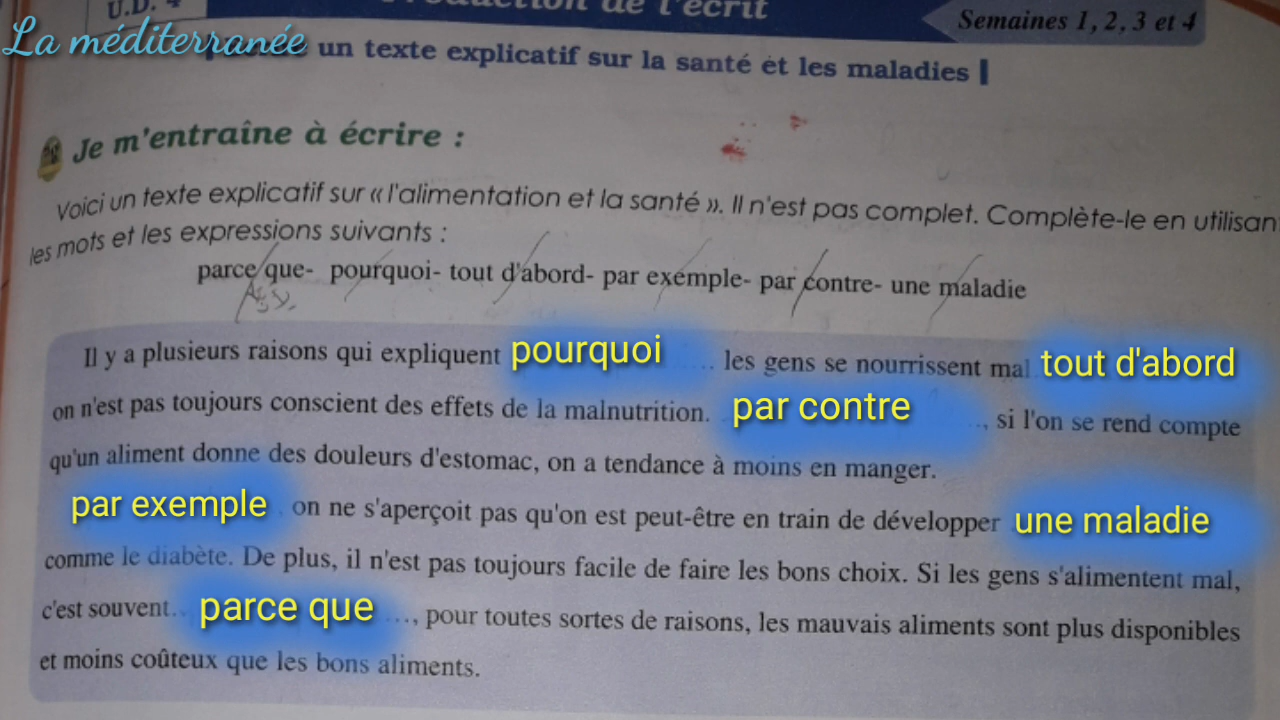 U.D. 4
Production de l'écrit
Semaines 1, 2, 3 et 4
La méditerranée un texte explicatif sur la santé et les maladies
Je m'entraîne à écrire :
Voici un texte explicatif sur « l'alimentation et la santé ». Il n'est pas complet. Complète-le en utilisan
les mots et les expressions suivants :
parce que- pourquoi- tout d'abord- par exemple- par contre- une maladie
Il y a plusieurs raisons qui expliquent pourquoi ... les gens se nourrissent mal tout d'abord
on n'est pas toujours conscient des effets de la malnutrition. par contre .., si l'on se rend compte
qu'un aliment donne des douleurs d'estomac, on a tendance à moins en manger.
par exemple , on ne s'aperçoit pas qu'on est peut-être en train de développer une maladie
comme le diabète. De plus, il n'est pas toujours facile de faire les bons choix. Si les gens s'alimentent mal,
c'est souvent.. parce que ..., pour toutes sortes de raisons, les mauvais aliments sont plus disponibles
et moins coûteux que les bons aliments.